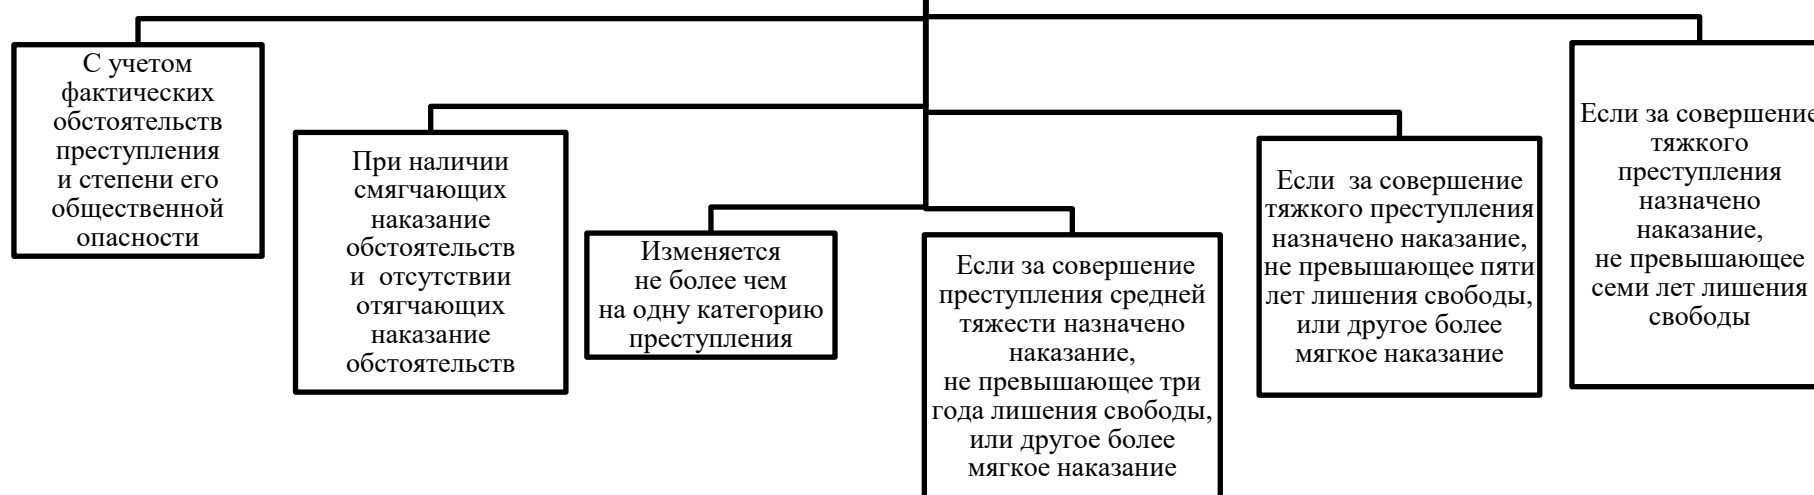 С учетом
фактических
обстоятельств
преступления
и степени его
общественной
опасности
При наличии
смягчающих
наказание
обстоятельств
и отсутствии
отягчающих
наказание
обстоятельств
Изменяется
не более чем
на одну категорию
преступления
Если за совершение
преступления средней
тяжести назначено
наказание,
не превышающее три
года лишения свободы,
или другое более
мягкое наказание
Если за совершение
тяжкого преступления
назначено наказание,
не превышающее пяти
лет лишения свободы,
или другое более
мягкое наказание
Если за совершение
тяжкого
преступления
назначено
наказание,
не превышающее
семи лет лишения
свободы